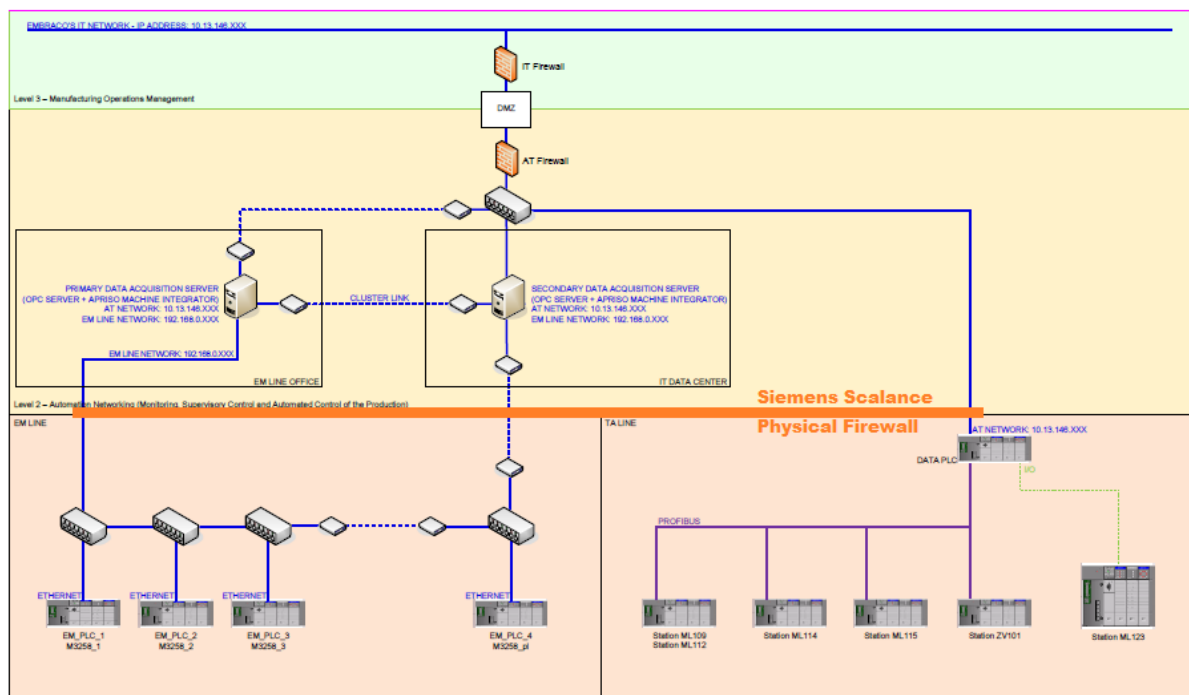 EMBRACO'S IT NETWORK - IP ADDRESS: 10.13.146.XXX
IT Firewall
Level 3 – Manufacturing Operations Management
DMZ
AT Firewall
PRIMARY DATA ACQUISITION SERVER
(OPC SERVER + APRISO MACHINE INTEGRATOR)
AT NETWORK: 10.13.146.XXX
EM LINE NETWORK: 192.168.0.XXX
CLUSTER LINK
SECONDARY DATA ACQUISITION SERVER
(OPC SERVER + APRISO MACHINE INTEGRATOR)
AT NETWORK: 10.13.146.XXX
EM LINE NETWORK: 192.168.0.XXX
EM LINE NETWORK: 192.168.0.XXX
EM LINE OFFICE
IT DATA CENTER
Level 2 – Automation Networking (Monitoring, Supervisory Control and Automated Control of the Production)
Siemens Scalance
Physical Firewall
EM LINE
TA LINE
AT NETWORK: 10.13.146.XXX
DATA PLC
I/O
PROFIBUS
ETHERNET
ETHERNET
ETHERNET
ETHERNET
EM_PLC_1
M3258_1
EM_PLC_2
M3258_2
EM_PLC_3
M3258_3
EM_PLC_4
M3258_pl
Station ML109
Station ML112
Station ML114
Station ML115
Station ZV101
Station ML123